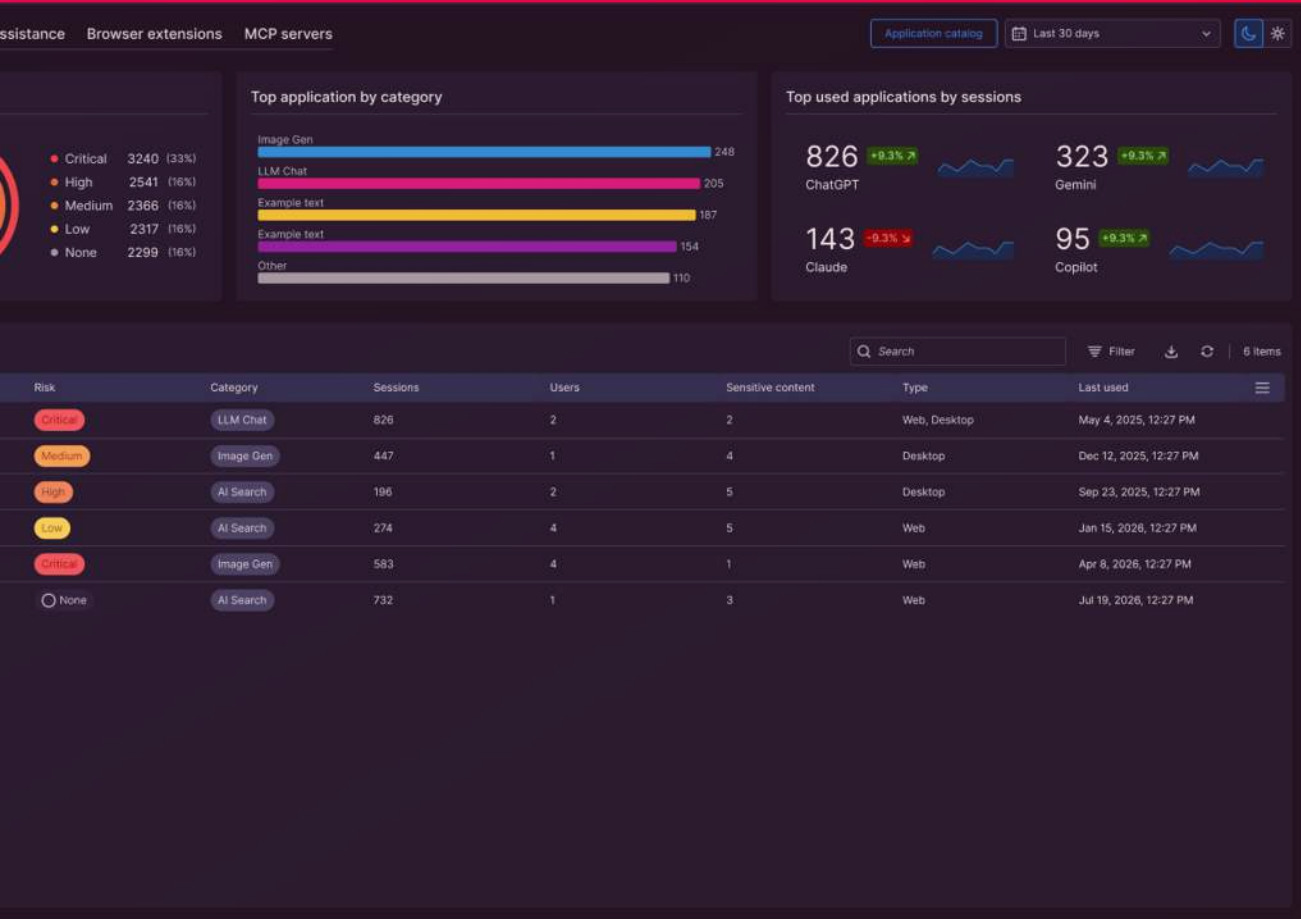 ssistance Browser extensions MCP servers Application catalog Last 30 days
Top application by category
Top used applications by sessions
Critical 3240 (33%)
High 2541 (16%)
Medium 2366 (16%)
Low 2317 (16%)
None 2299 (16%)
Image Gen
248
LLM Chat
205
Example text
187
Example text
154
Other
110
826 +9.3%
ChatGPT
323 +9.3%
Gemini
143 -9.3%
Claude
95 +9.3%
Copilot
Search Filter 6 items
Risk Category Sessions Users Sensitive content Type Last used
Critical LLM Chat 826 2 2 Web, Desktop May 4, 2025, 12:27 PM
Medium Image Gen 447 1 4 Desktop Dec 12, 2025, 12:27 PM
High AI Search 196 2 5 Desktop Sep 23, 2025, 12:27 PM
Low AI Search 274 4 5 Web Jan 15, 2026, 12:27 PM
Critical Image Gen 583 4 1 Web Apr 8, 2026, 12:27 PM
None AI Search 732 1 3 Web Jul 19, 2026, 12:27 PM